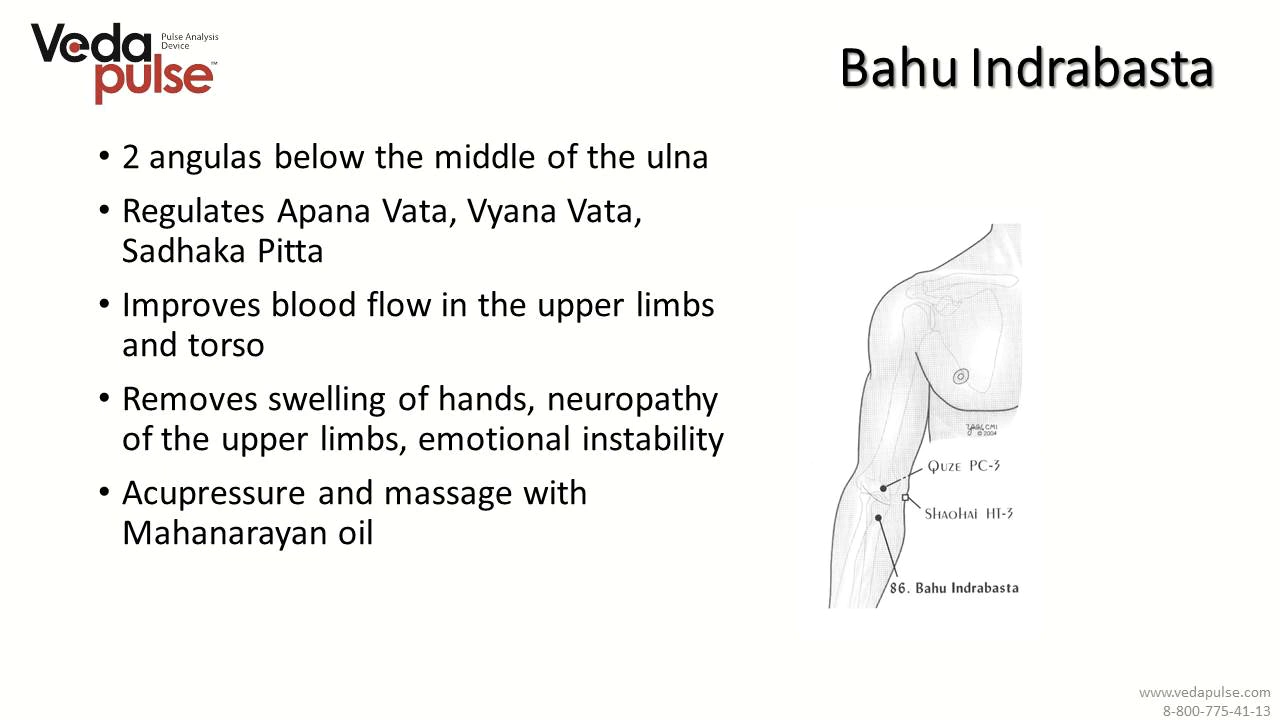 Veda
pulse™
Pulse Analysis
Device
Bahu Indrabasta
• 2 angulas below the middle of the ulna
• Regulates Apana Vata, Vyana Vata,
Sadhaka Pitta
• Improves blood flow in the upper limbs
and torso
• Removes swelling of hands, neuropathy
of the upper limbs, emotional instability
• Acupressure and massage with
Mahanarayan oil
CMI
© 2004
Quze PC-3
Shaohai HT-3
86. Bahu Indrabasta
www.vedapulse.com
8-800-775-41-13